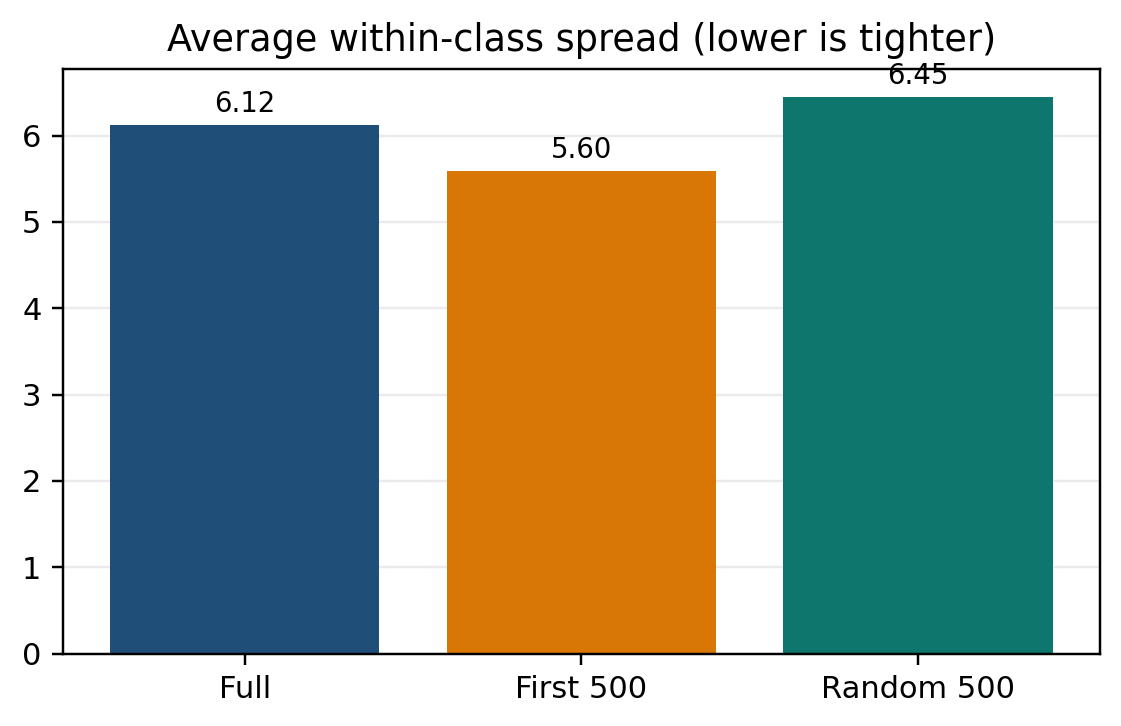 Average within-class spread (lower is tighter)
6.45
6.12
5.60
6
5
4
3
2
1
0
Full
First 500
Random 500